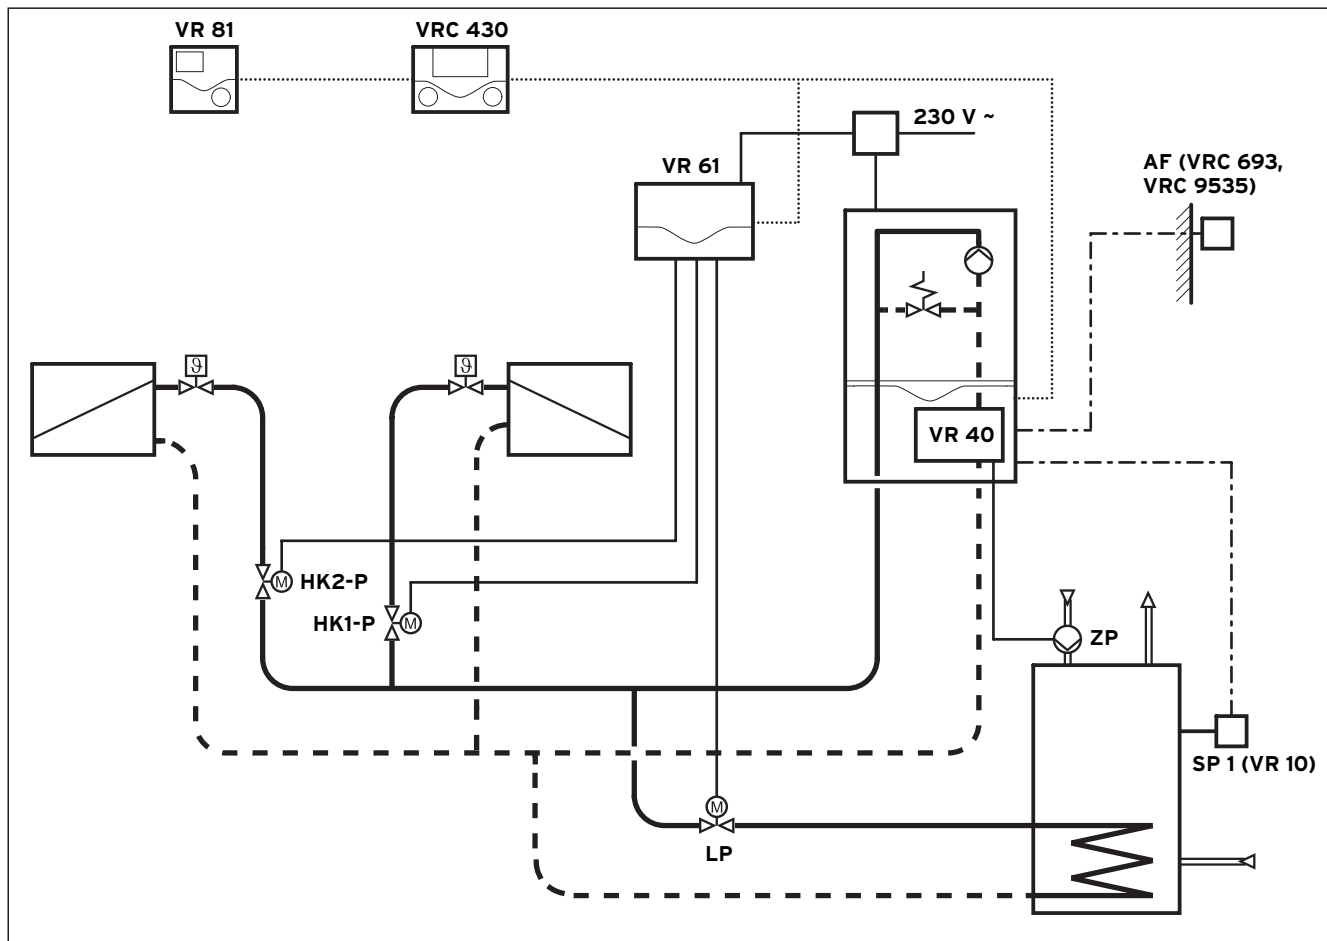 VR 81
VRC 430
230 V ~
VR 61
AF (VRC 693,
VRC 9535)
ϑ
ϑ
VR 40
M
HK2-P
M
HK1-P
ZP
SP 1 (VR 10)
M
LP